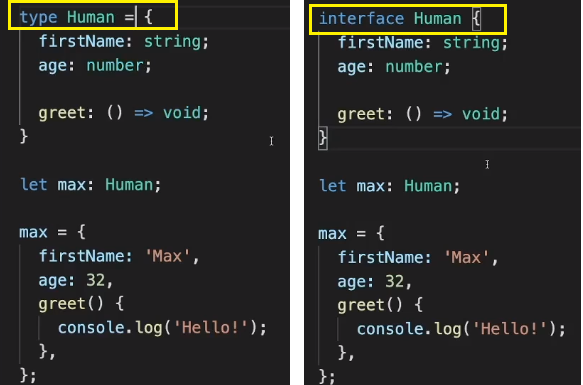 type Human = {
  firstName: string;
  age: number;

  greet: () => void;
}

let max: Human;

max = {
  firstName: 'Max',
  age: 32,
  greet() {
    console.log('Hello!');
  },
};

interface Human {
  firstName: string;
  age: number;

  greet: () => void;
}

let max: Human;

max = {
  firstName: 'Max',
  age: 32,
  greet() {
    console.log('Hello!');
  },
};